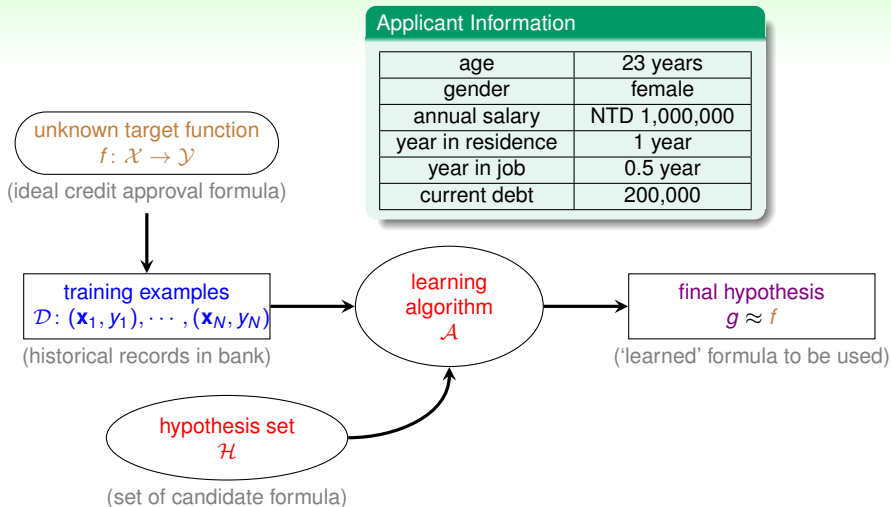 Applicant Information
age 23 years
gender female
annual salary NTD 1,000,000
year in residence 1 year
year in job 0.5 year
current debt 200,000
unknown target function
f : 𝒳 → 𝒴
(ideal credit approval formula)
training examples
𝒟 : (x₁, y₁), ⋯ , (x_N, y_N)
(historical records in bank)
learning
algorithm
𝒜
final hypothesis
g ≈ f
(‘learned’ formula to be used)
hypothesis set
ℋ
(set of candidate formula)